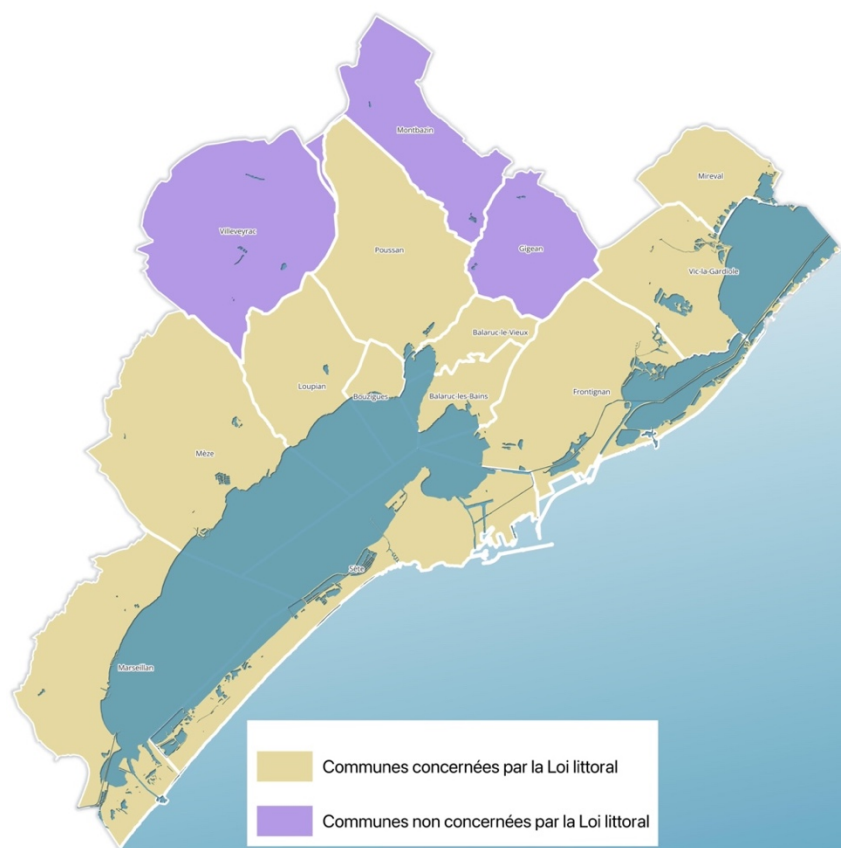 Montbazin
Mireval
Villeveyrac
Poussan
Gigean
Vic-la-Gardiole
Balaruc-le-Vieux
Loupian
Bouzigues
Balaruc-les-Bains
Frontignan
Mèze
Sète
Marseillan
Communes concernées par la Loi littoral
Communes non concernées par la Loi littoral